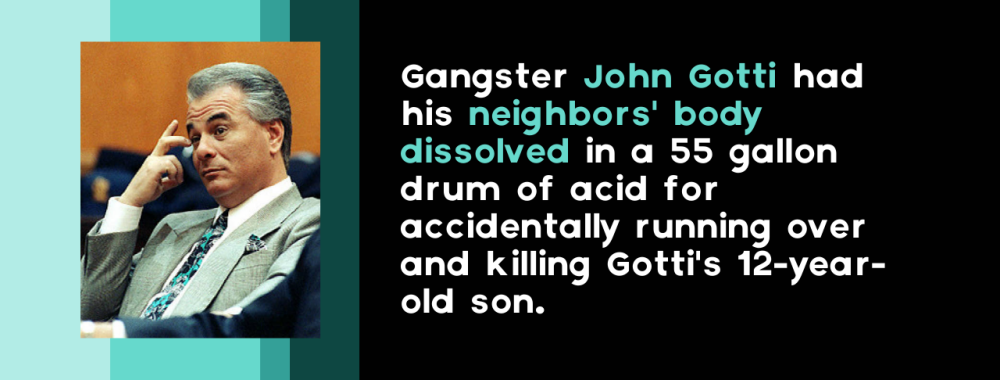 Gangster John Gotti had
his neighbors' body
dissolved in a 55 gallon
drum of acid for
accidentally running over
and killing Gotti's 12-year-
old son.